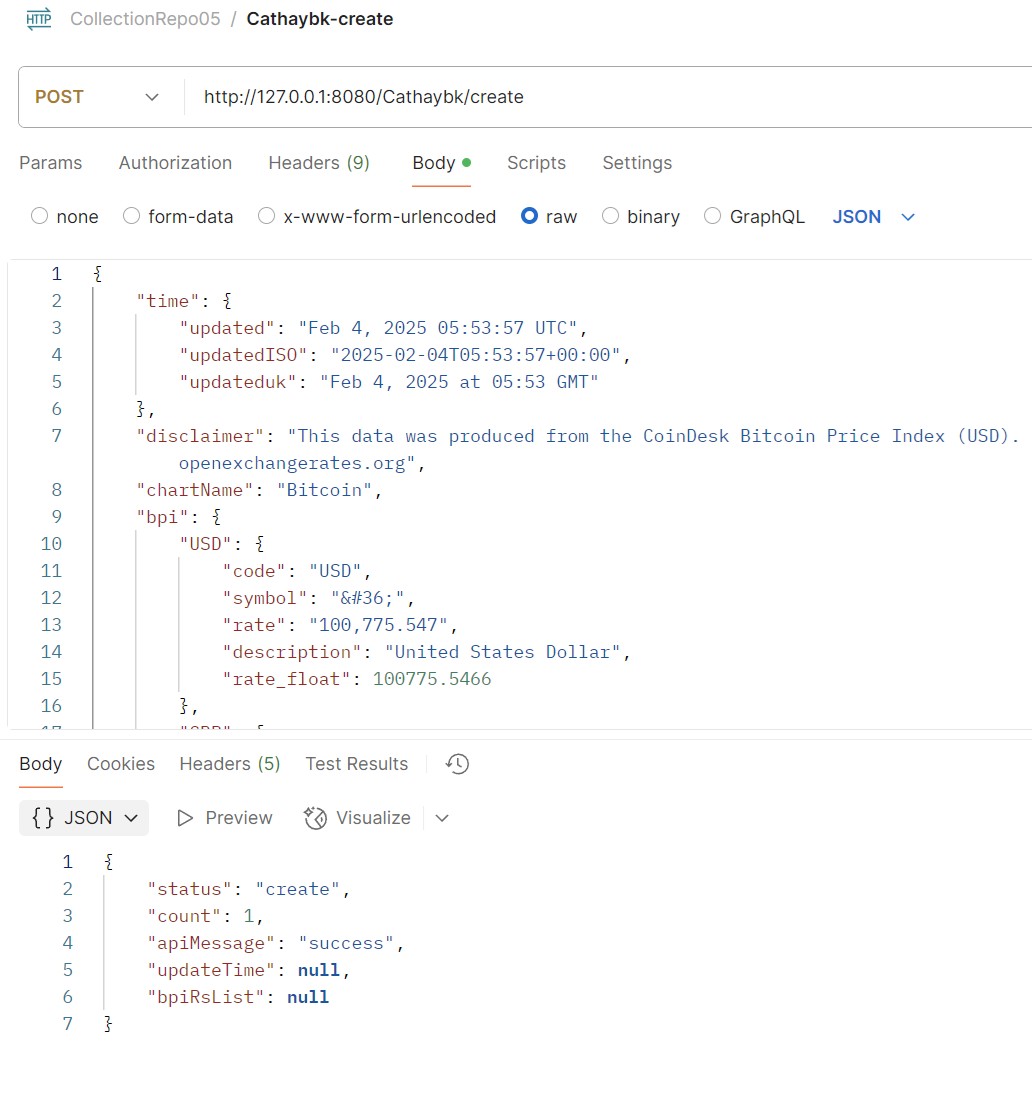 HTTP CollectionRepo05 / Cathaybk-create
POST http://127.0.0.1:8080/Cathaybk/create
Params Authorization Headers (9) Body Scripts Settings
none form-data x-www-form-urlencoded raw binary GraphQL JSON
1 {
2 "time": {
3 "updated": "Feb 4, 2025 05:53:57 UTC",
4 "updatedISO": "2025-02-04T05:53:57+00:00",
5 "updateduk": "Feb 4, 2025 at 05:53 GMT"
6 },
7 "disclaimer": "This data was produced from the CoinDesk Bitcoin Price Index (USD).
openexchangerates.org",
8 "chartName": "Bitcoin",
9 "bpi": {
10 "USD": {
11 "code": "USD",
12 "symbol": "&#36;",
13 "rate": "100,775.547",
14 "description": "United States Dollar",
15 "rate_float": 100775.5466
16 },
Body Cookies Headers (5) Test Results
{} JSON Preview Visualize
1 {
2 "status": "create",
3 "count": 1,
4 "apiMessage": "success",
5 "updateTime": null,
6 "bpiRsList": null
7 }